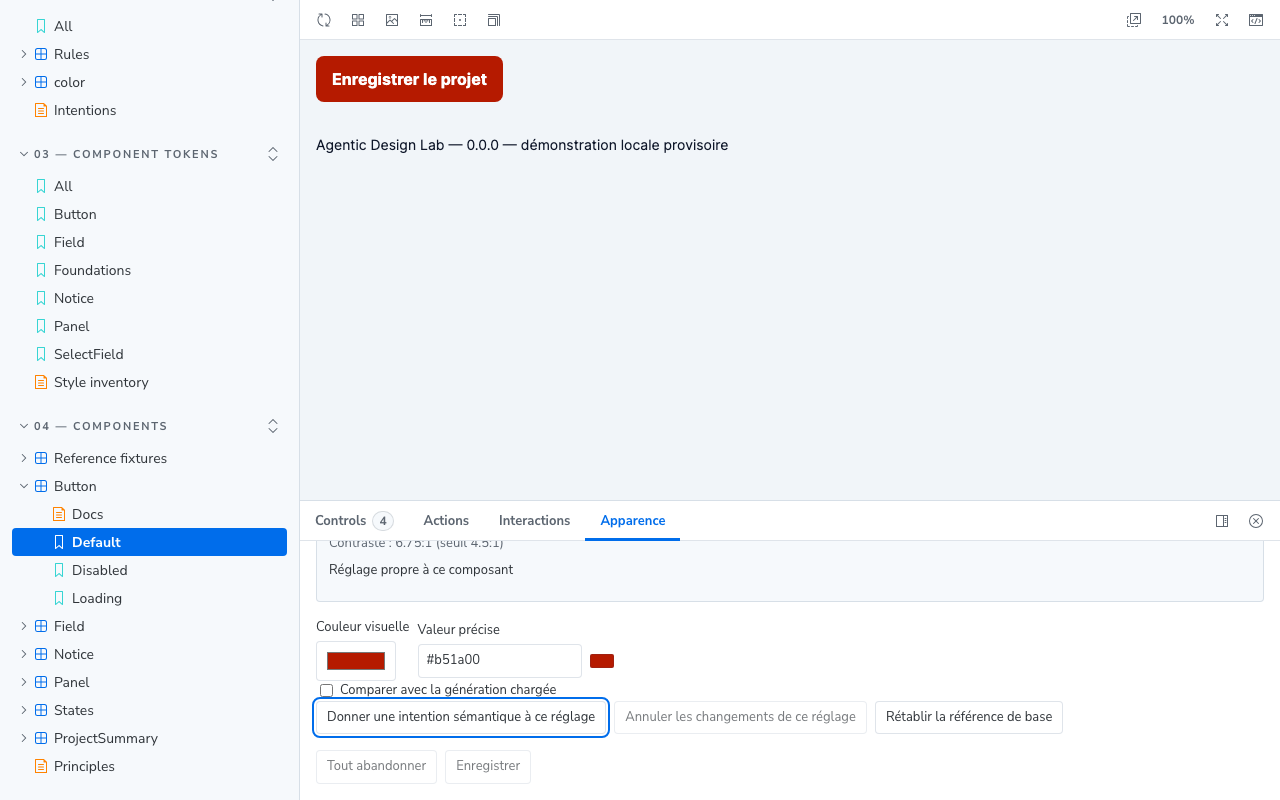 All
Rules
color
Intentions
03 — COMPONENT TOKENS
All
Button
Field
Foundations
Notice
Panel
SelectField
Style inventory
04 — COMPONENTS
Reference fixtures
Button
Docs
Default
Disabled
Loading
Field
Notice
Panel
States
ProjectSummary
Principles
100%
Enregistrer le projet
Agentic Design Lab — 0.0.0 — démonstration locale provisoire
Controls 4 Actions Interactions Apparence
Contraste : 6.75:1 (seuil 4.5:1)
Réglage propre à ce composant
Couleur visuelle Valeur précise
#b51a00
Comparer avec la génération chargée
Donner une intention sémantique à ce réglage Annuler les changements de ce réglage Rétablir la référence de base
Tout abandonner Enregistrer